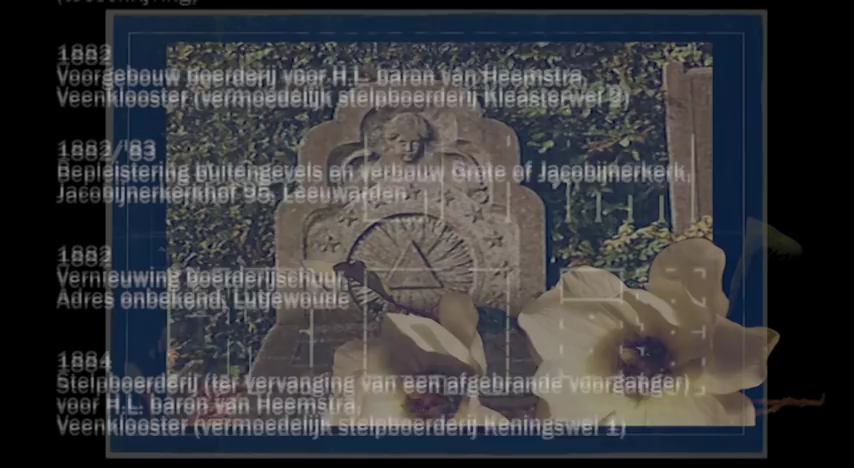 1882
Voorgebouw boerderij voor H.L. baron van Heemstra,
Veenklooster (vermoedelijk stelpboerderij Kleasterwei 2)
1882/'83
Bepleistering buitengevels en verbouw Grote of Jacobijnerkerk,
Jacobijnerkerkhof 95, Leeuwarden
1882
Vernieuwing boerderijschuur,
Adres onbekend, Lutjewoude
1884
Stelpboerderij (ter vervanging van een afgebrande voorganger)
voor H.L. baron van Heemstra,
Veenklooster (vermoedelijk stelpboerderij Keningswei 1)